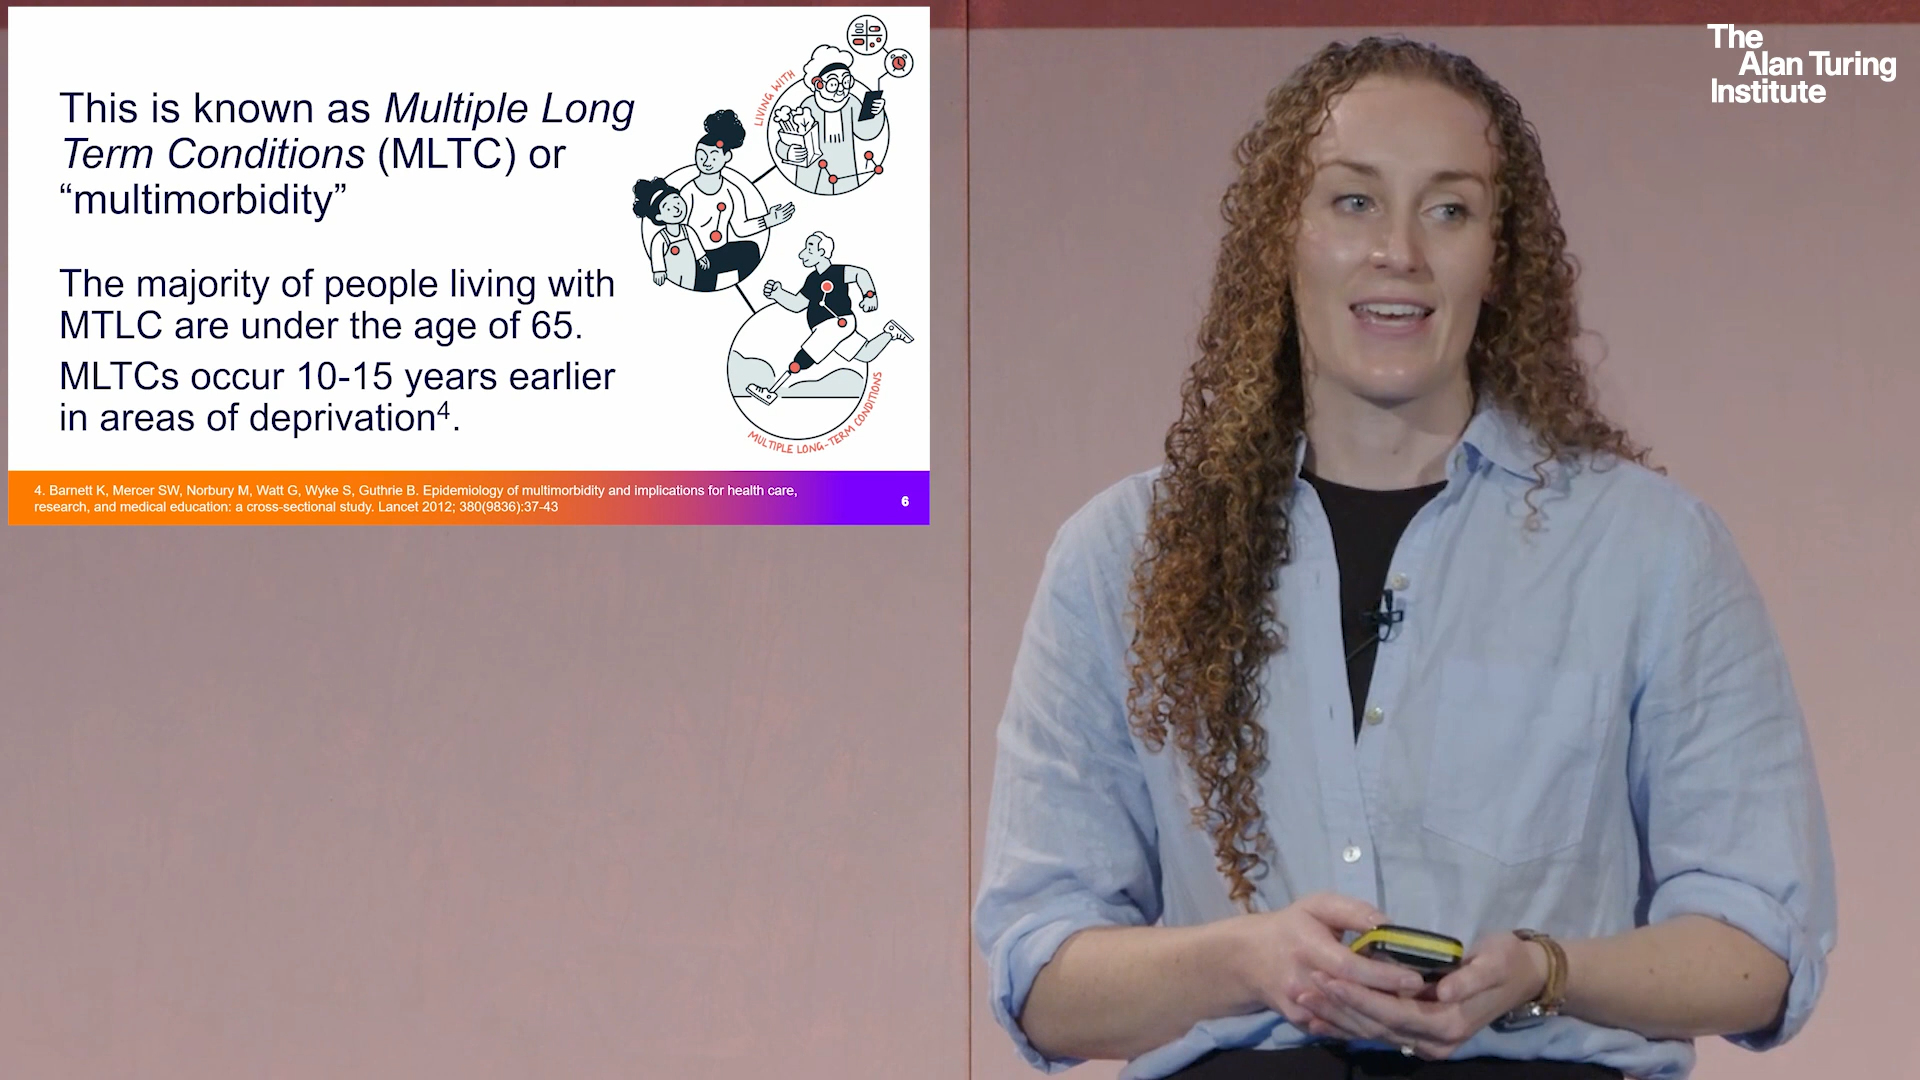 This is known as Multiple Long
Term Conditions (MLTC) or
“multimorbidity”
The majority of people living with
MTLC are under the age of 65.
MLTCs occur 10-15 years earlier
in areas of deprivation⁴.
LIVING WITH
MULTIPLE LONG-TERM CONDITIONS
4. Barnett K, Mercer SW, Norbury M, Watt G, Wyke S, Guthrie B. Epidemiology of multimorbidity and implications for health care,
research, and medical education: a cross-sectional study. Lancet 2012; 380(9836):37-43
6
The
Alan Turing
Institute